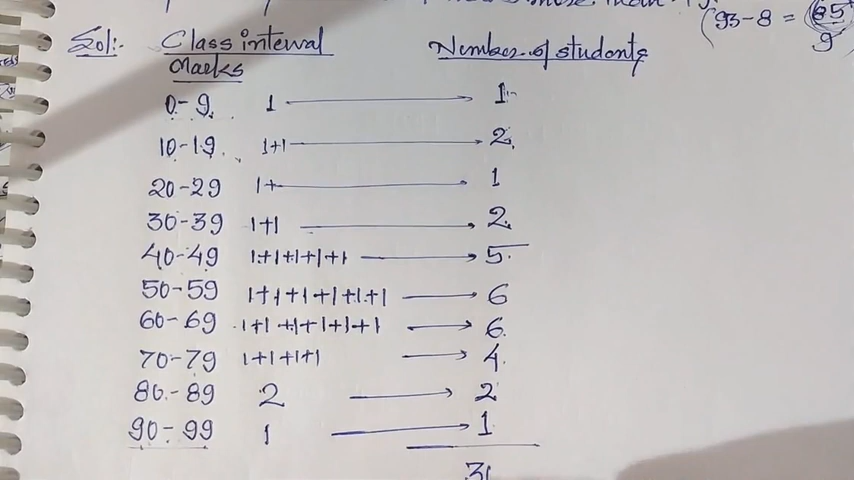 (93-8 = 85
9
Sol:- Class interval Number of students
Marks
0-9 1 → 1
10-19 1+1 → 2
20-29 1+ → 1
30-39 1+1 → 2
40-49 1+1+1+1+1 → 5
50-59 1+1+1+1+1+1 → 6
60-69 1+1+1+1+1+1 → 6
70-79 1+1+1+1 → 4
80-89 2 → 2
90-99 1 → 1